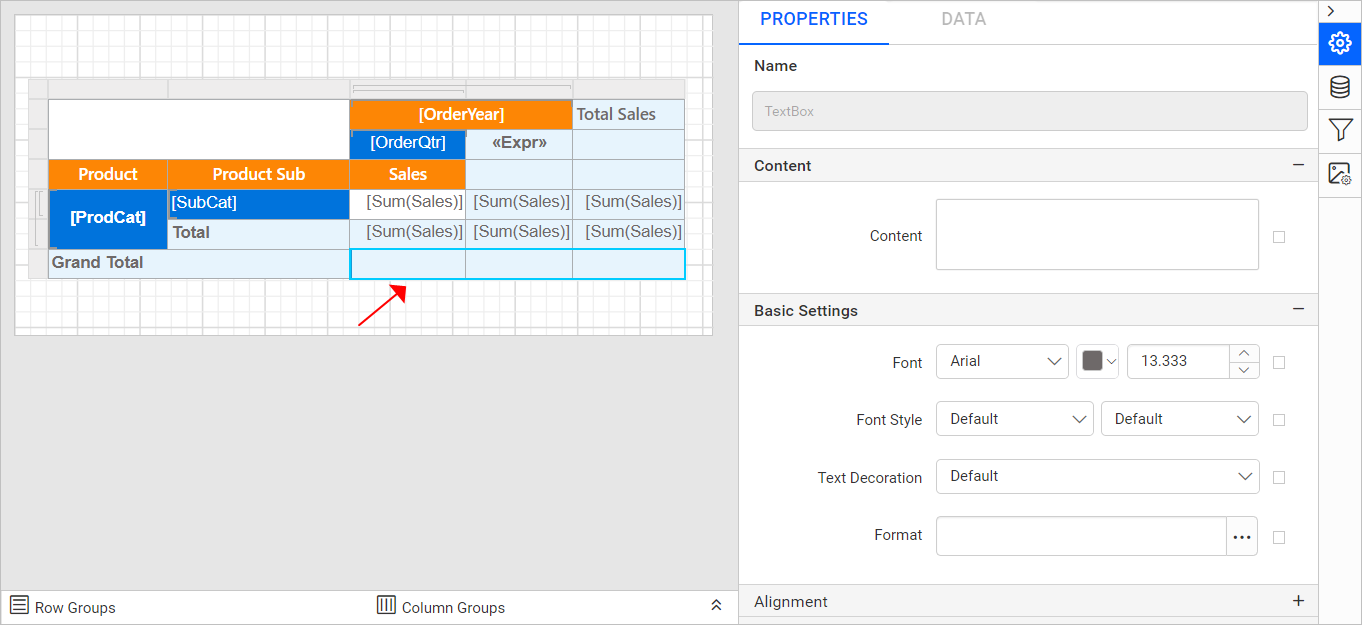 [OrderYear] Total Sales
[OrderQtr] «Expr»
Product Product Sub Sales
[ProdCat] [SubCat] [Sum(Sales)] [Sum(Sales)] [Sum(Sales)]
Total [Sum(Sales)] [Sum(Sales)] [Sum(Sales)]
Grand Total
Row Groups Column Groups
PROPERTIES DATA
Name
TextBox
Content
Content
Basic Settings
Font Arial 13.333
Font Style Default Default
Text Decoration Default
Format
Alignment